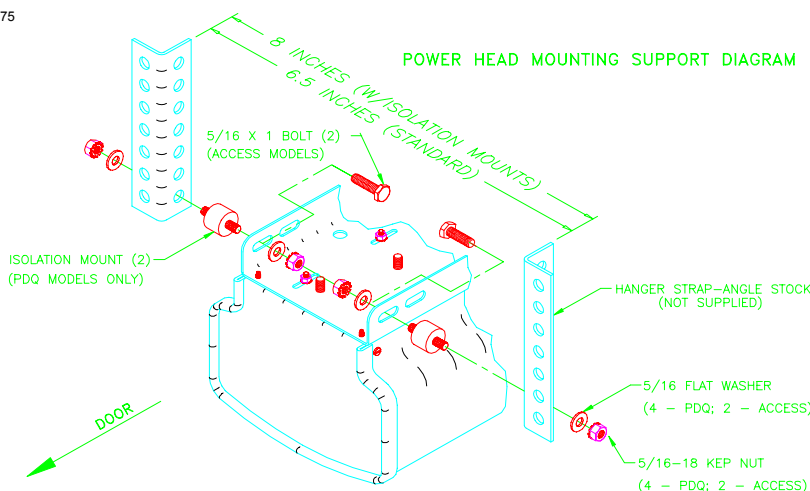 75
POWER HEAD MOUNTING SUPPORT DIAGRAM
8 INCHES (W/ISOLATION MOUNTS)
6.5 INCHES (STANDARD)
5/16 X 1 BOLT (2)
(ACCESS MODELS)
ISOLATION MOUNT (2)
(PDQ MODELS ONLY)
HANGER STRAP-ANGLE STOCK
(NOT SUPPLIED)
5/16 FLAT WASHER
(4 - PDQ; 2 - ACCESS)
DOOR
5/16-18 KEP NUT
(4 - PDQ; 2 - ACCESS)